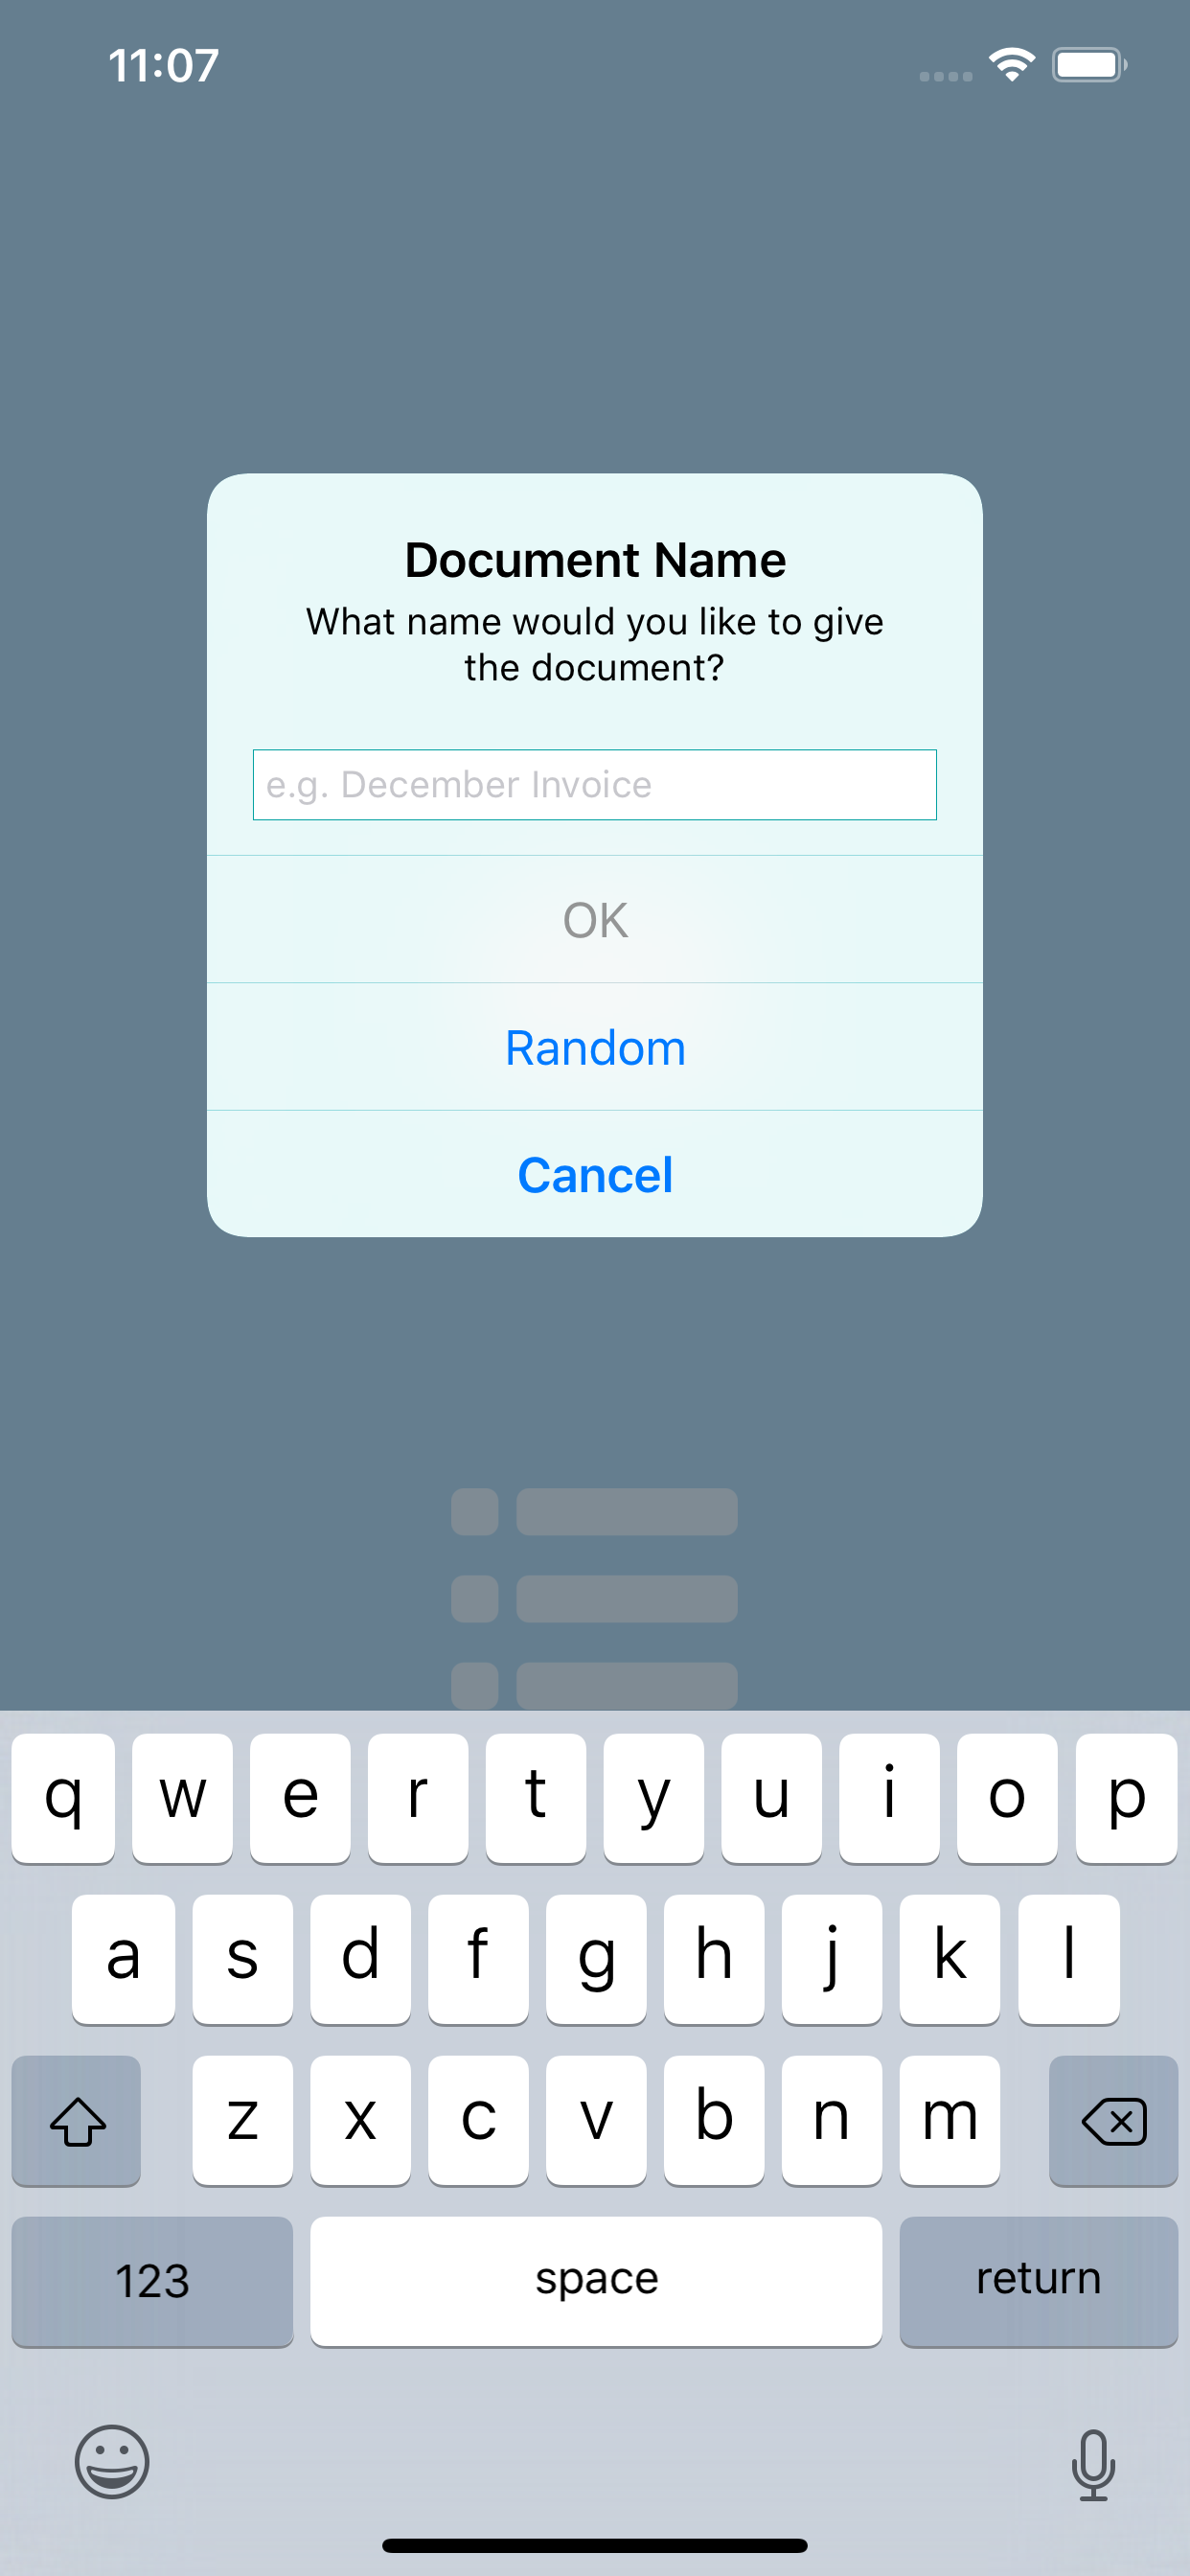 11:07
Document Name
What name would you like to give
the document?
e.g. December Invoice
OK
Random
Cancel
q w e r t y u i o p
a s d f g h j k l
z x c v b n m
123 space return